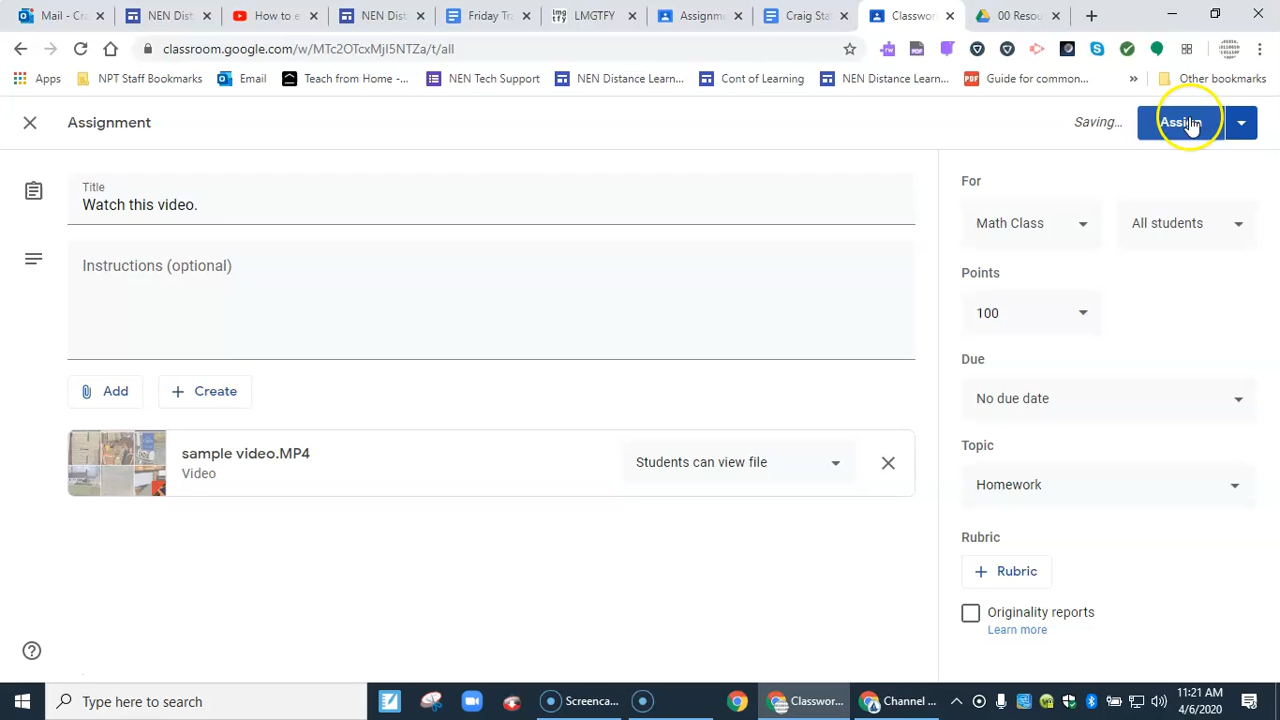 Mail - Cra
NEN Dist
How to e
NEN Dist
Friday Te
LMGTFY
Assignm
Craig Sta
Classwor
00 Resou
classroom.google.com/w/MTc2OTcxMjI5NTZa/t/all
Apps
NPT Staff Bookmarks
Email
Teach from Home -...
NEN Tech Support
NEN Distance Learn...
Cont of Learning
NEN Distance Learn...
Guide for common...
»
Other bookmarks
Assignment
Saving...
Assign
Title
Watch this video.
Instructions (optional)
Add
Create
sample video.MP4
Video
Students can view file
For
Math Class
All students
Points
100
Due
No due date
Topic
Homework
Rubric
Rubric
Originality reports
Learn more
Type here to search
Screenca...
Classwor...
Channel ...
11:21 AM
4/6/2020